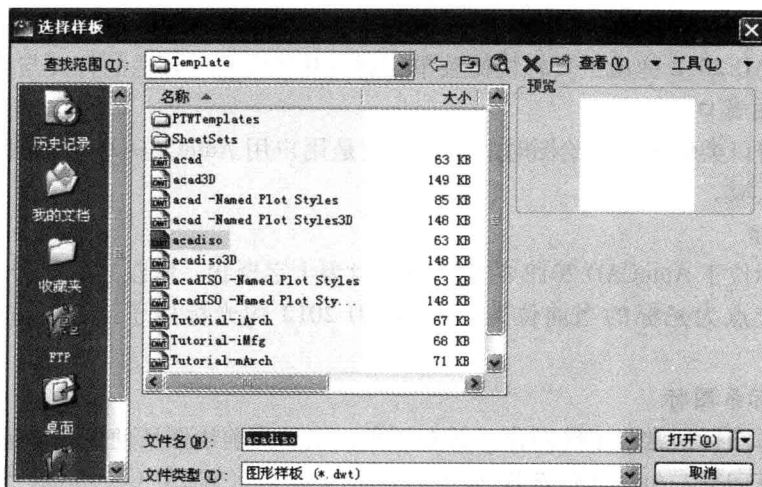 选择样板
查找范围(I):
Template
查看(V)
工具(L)
历史记录
我的文档
收藏夹
FTP
桌面
名称
大小
PTWTemplates
SheetSets
acad 63 KB
acad3D 149 KB
acad -Named Plot Styles 85 KB
acad -Named Plot Styles3D 148 KB
acadiso 63 KB
acadiso3D 148 KB
acadISO -Named Plot Styles 63 KB
acadISO -Named Plot Sty... 148 KB
Tutorial-iArch 67 KB
Tutorial-iMfg 68 KB
Tutorial-mArch 71 KB
预览
文件名(N):
acadiso
打开(O)
文件类型(T):
图形样板 (*.dwt)
取消